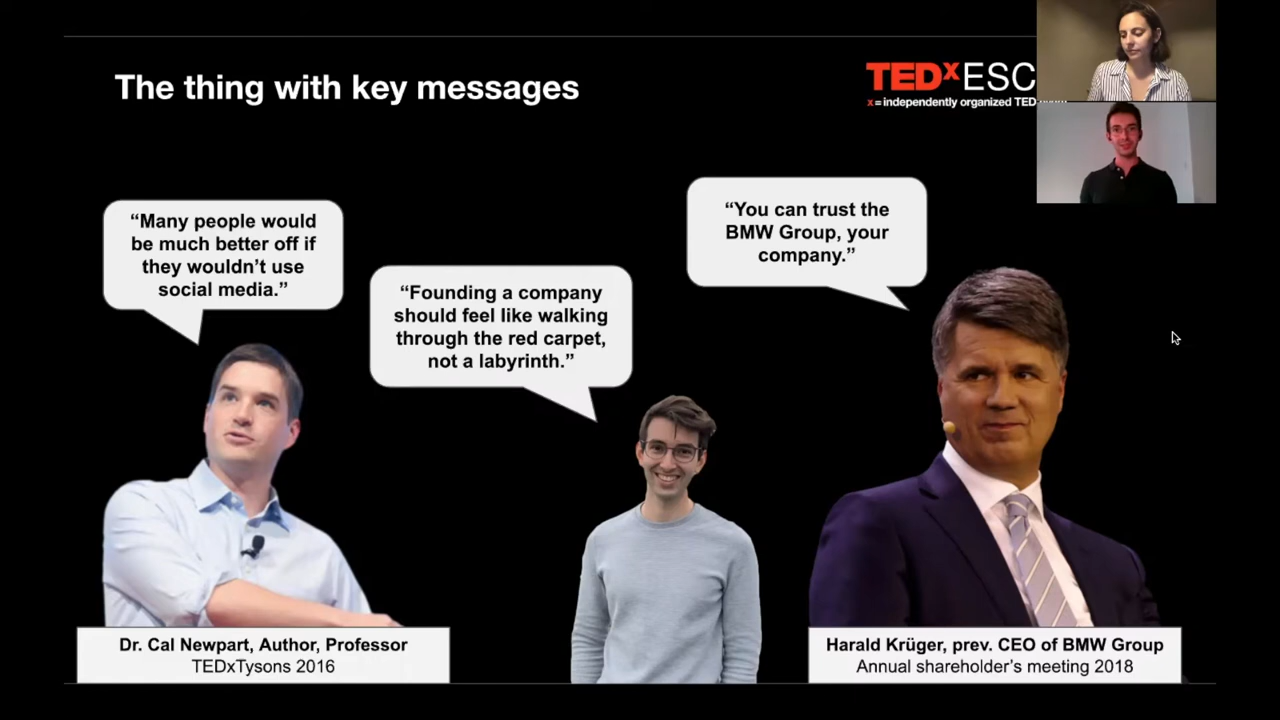 The thing with key messages
TEDxESC
x = independently organized TED
“Many people would
be much better off if
they wouldn’t use
social media.”
“Founding a company
should feel like walking
through the red carpet,
not a labyrinth.”
“You can trust the
BMW Group, your
company.”
Dr. Cal Newpart, Author, Professor
TEDxTysons 2016
Harald Krüger, prev. CEO of BMW Group
Annual shareholder’s meeting 2018